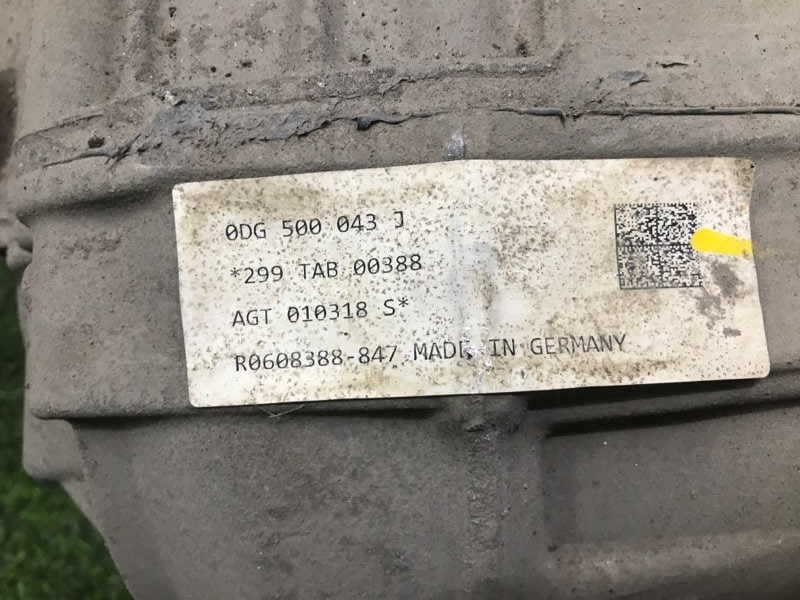 0DG 500 043 J
*299 TAB 00388
AGT 010318 S*
R0608388-847 MADE IN GERMANY